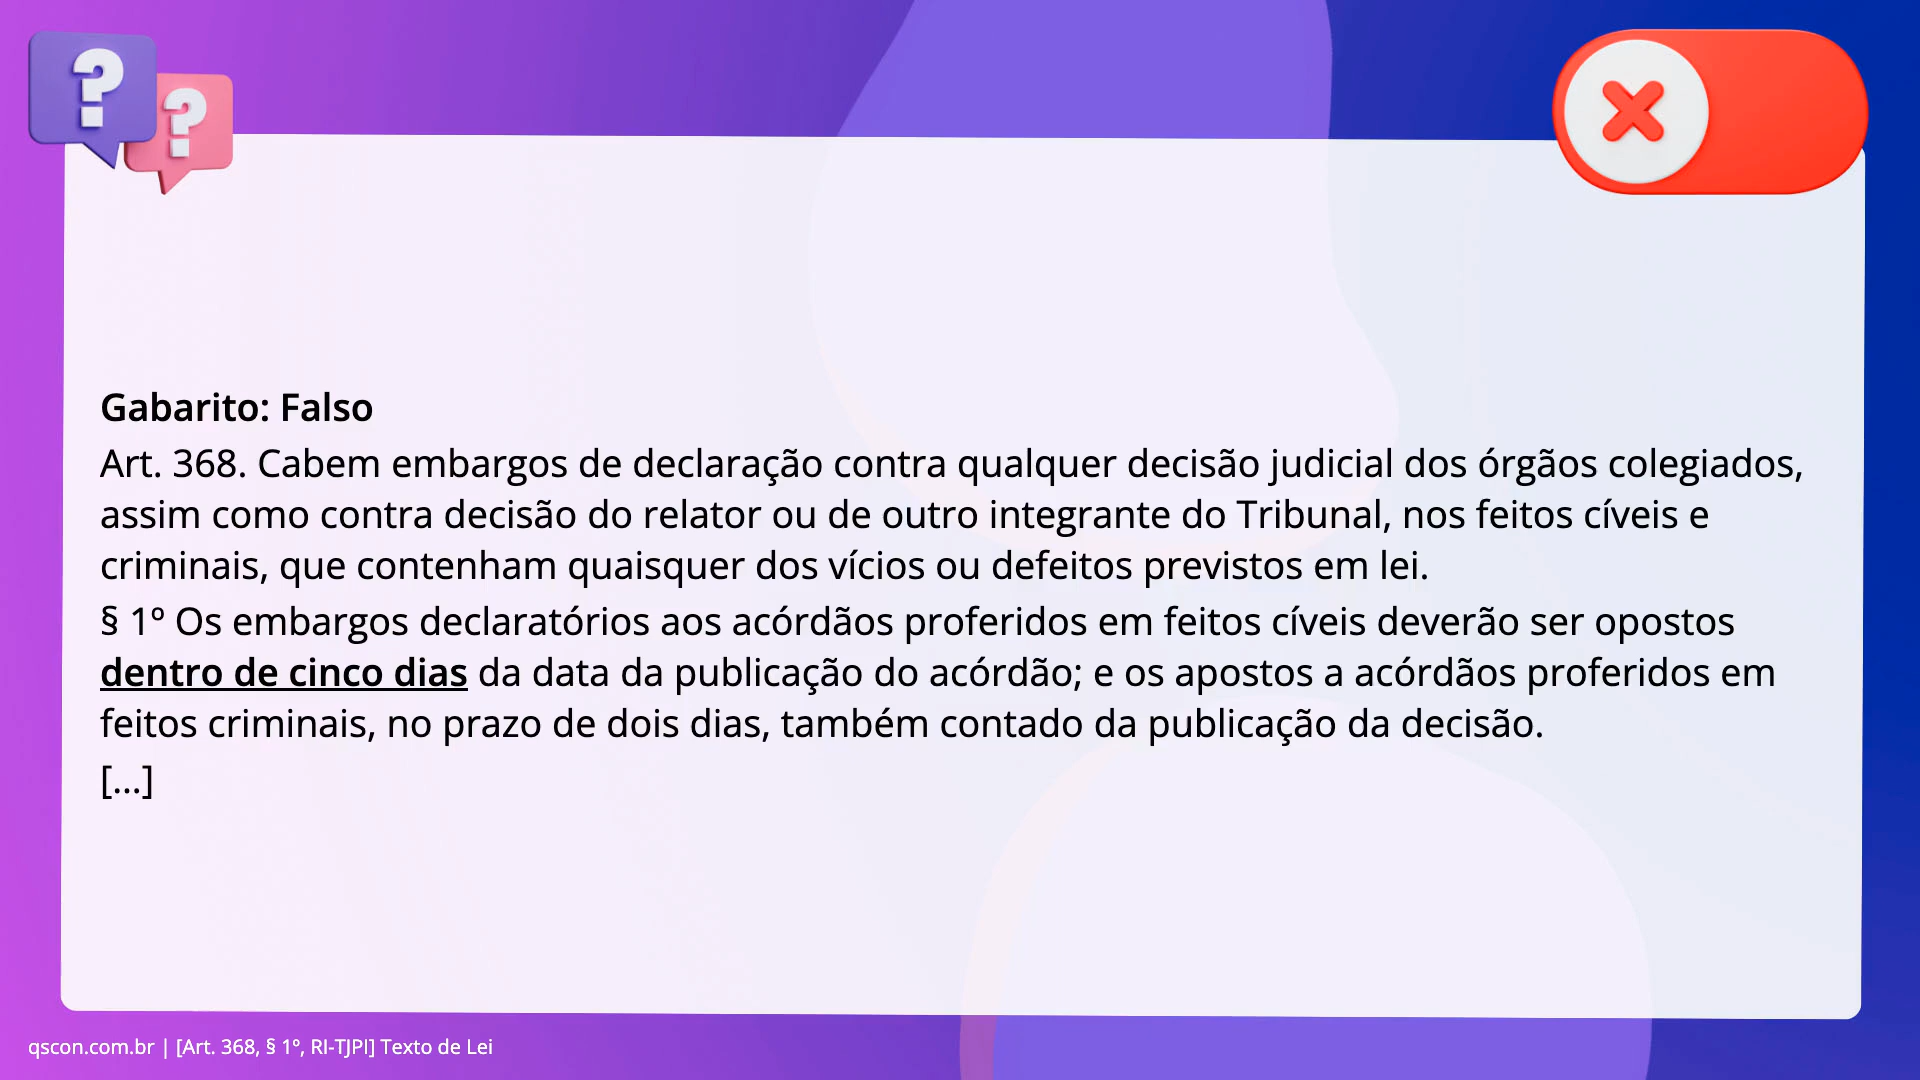 ? ?
Gabarito: Falso
Art. 368. Cabem embargos de declaração contra qualquer decisão judicial dos órgãos colegiados,
assim como contra decisão do relator ou de outro integrante do Tribunal, nos feitos cíveis e
criminais, que contenham quaisquer dos vícios ou defeitos previstos em lei.
§ 1º Os embargos declaratórios aos acórdãos proferidos em feitos cíveis deverão ser opostos
dentro de cinco dias da data da publicação do acórdão; e os apostos a acórdãos proferidos em
feitos criminais, no prazo de dois dias, também contado da publicação da decisão.
[...]
qscon.com.br | [Art. 368, § 1º, RI-TJPI] Texto de Lei